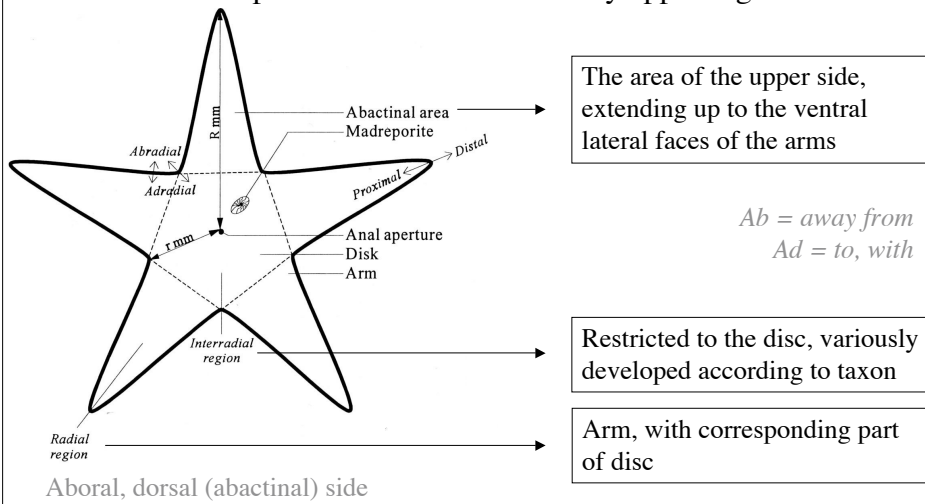 R mm
Abactinal area
Madreporite
The area of the upper side,
extending up to the ventral
lateral faces of the arms
Abradial
Adradial
Distal
Proximal
Ab = away from
Ad = to, with
r mm
Anal aperture
Disk
Arm
Interradial
region
Restricted to the disc, variously
developed according to taxon
Radial
region
Arm, with corresponding part
of disc
Aboral, dorsal (abactinal) side